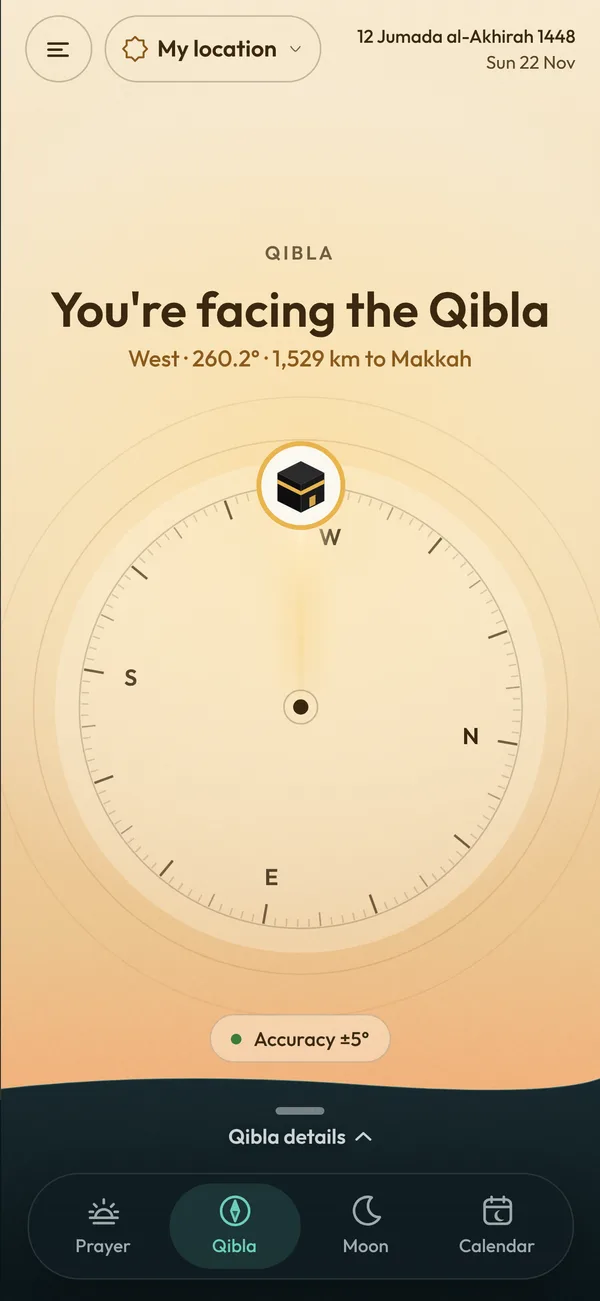 My location
12 Jumada al-Akhirah 1448
Sun 22 Nov
QIBLA
You're facing the Qibla
West · 260.2° · 1,529 km to Makkah
W
S
N
E
Accuracy ±5°
Qibla details
Prayer
Qibla
Moon
Calendar